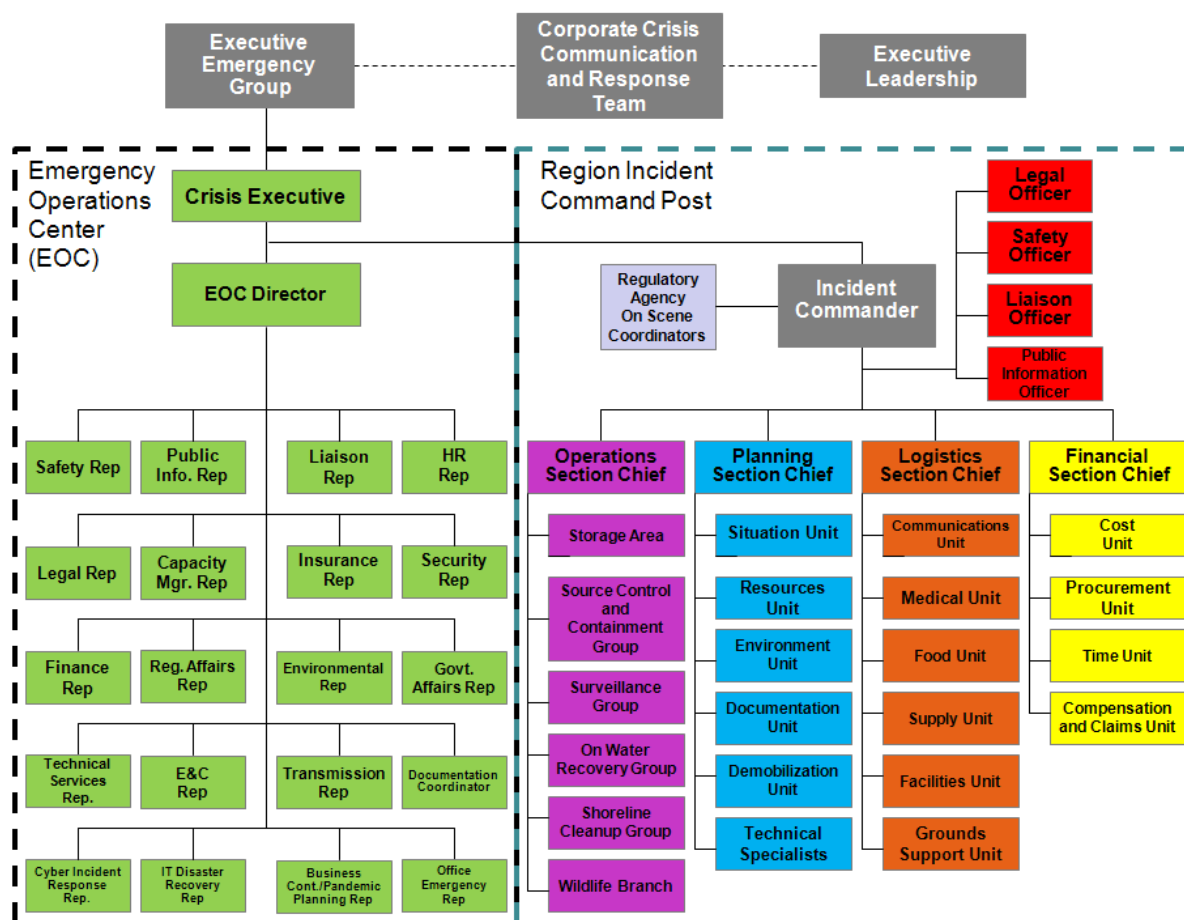 Executive
Emergency
Group
Corporate Crisis
Communication
and Response
Team
Executive
Leadership
Emergency
Operations
Center
(EOC)
Crisis Executive
EOC Director
Safety Rep
Public
Info. Rep
Liaison
Rep
HR
Rep
Legal Rep
Capacity
Mgr. Rep
Insurance
Rep
Security
Rep
Finance
Rep
Reg. Affairs
Rep
Environmental
Rep
Govt.
Affairs Rep
Technical
Services
Rep.
E&C
Rep
Transmission
Rep
Documentation
Coordinator
Cyber Incident
Response
Rep.
IT Disaster
Recovery
Rep
Business
Cont./Pandemic
Planning Rep
Office
Emergency
Rep
Region Incident
Command Post
Legal
Officer
Safety
Officer
Liaison
Officer
Public
Information
Officer
Regulatory
Agency
On Scene
Coordinators
Incident
Commander
Operations
Section Chief
Storage Area
Source Control
and
Containment
Group
Surveillance
Group
On Water
Recovery Group
Shoreline
Cleanup Group
Wildlife Branch
Planning
Section Chief
Situation Unit
Resources
Unit
Environment
Unit
Documentation
Unit
Demobilization
Unit
Technical
Specialists
Logistics
Section Chief
Communications
Unit
Medical Unit
Food Unit
Supply Unit
Facilities Unit
Grounds
Support Unit
Financial
Section Chief
Cost
Unit
Procurement
Unit
Time Unit
Compensation
and Claims Unit